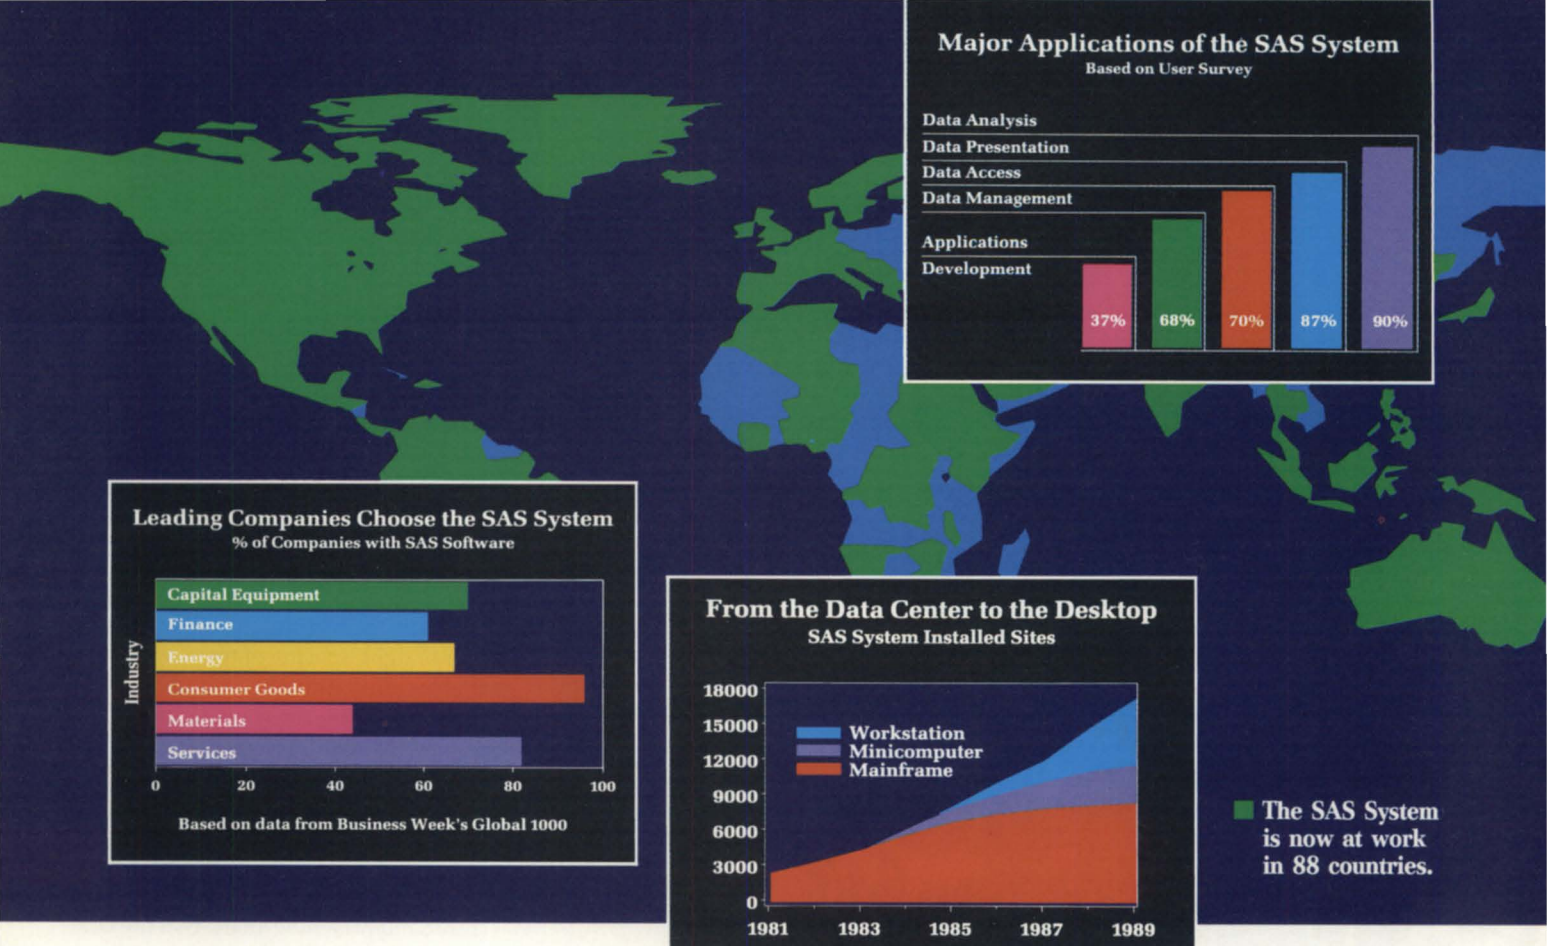 Major Applications of the SAS System
Based on User Survey
Data Analysis
Data Presentation
Data Access
Data Management
Applications
Development
37%
68%
70%
87%
90%
Leading Companies Choose the SAS System
% of Companies with SAS Software
Industry
Capital Equipment
Finance
Energy
Consumer Goods
Materials
Services
0 20 40 60 80 100
Based on data from Business Week's Global 1000
From the Data Center to the Desktop
SAS System Installed Sites
18000
15000
12000
9000
6000
3000
0
Workstation
Minicomputer
Mainframe
1981 1983 1985 1987 1989
The SAS System
is now at work
in 88 countries.